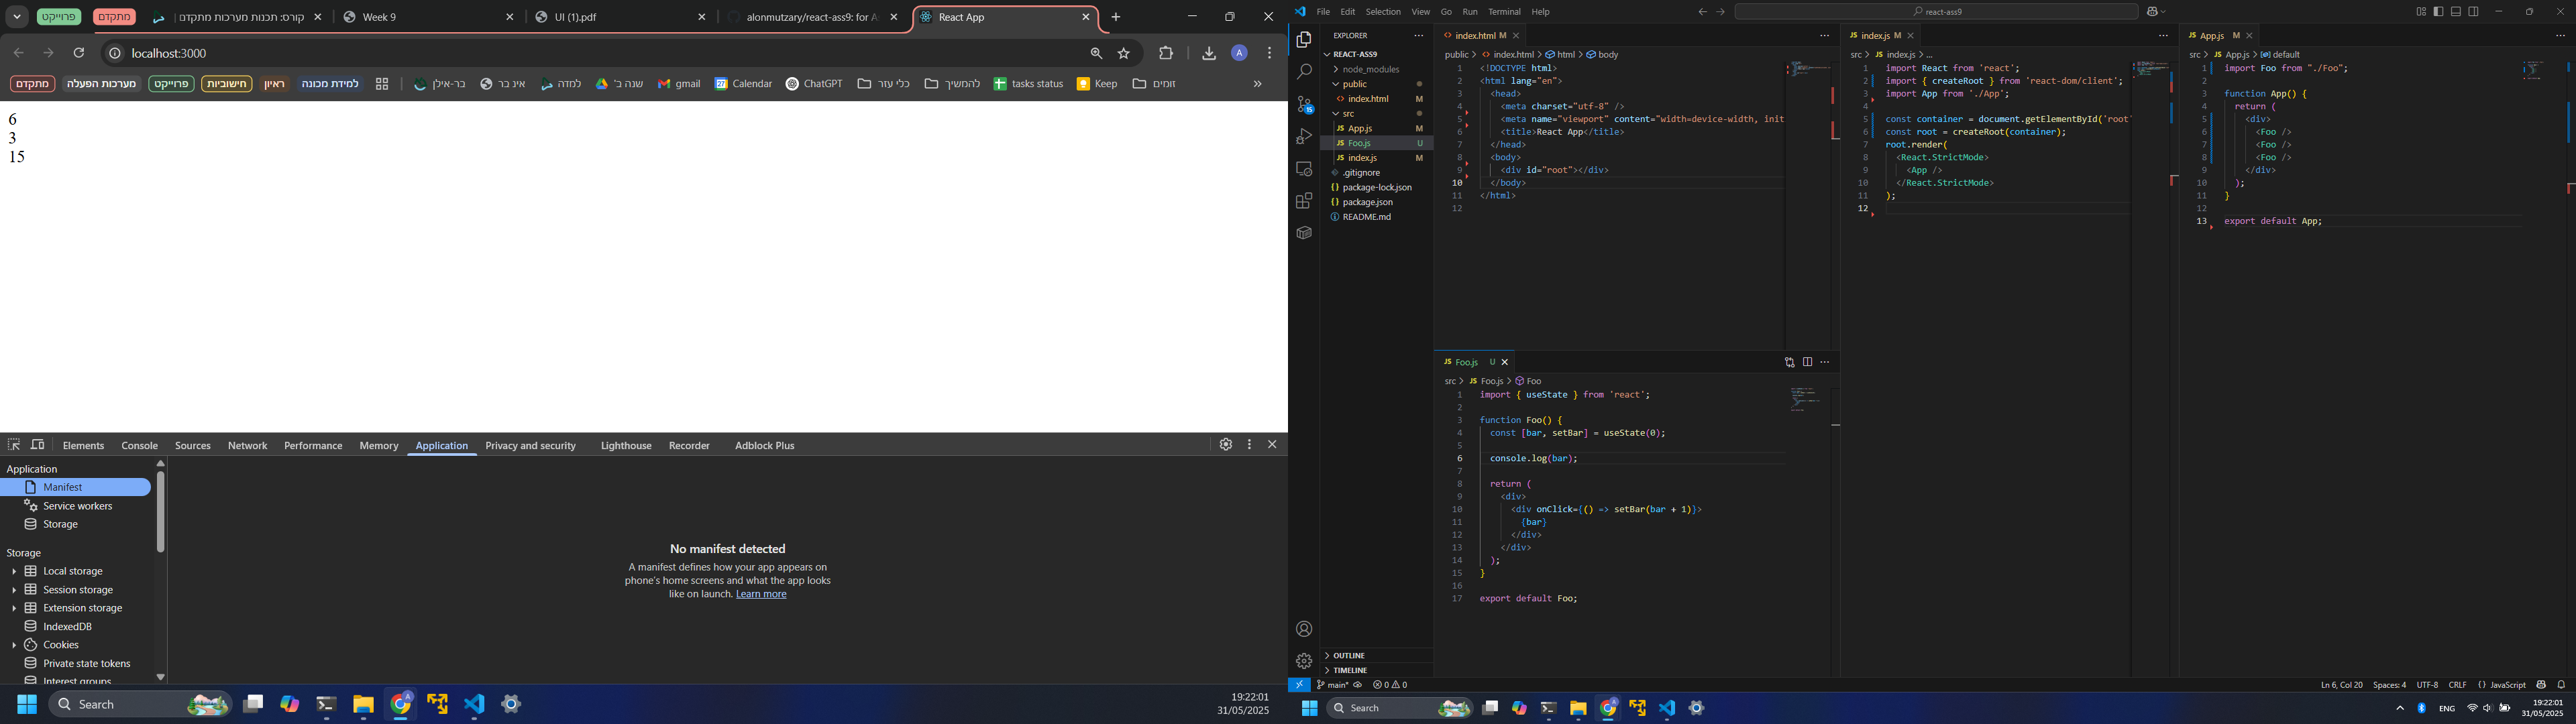 פרוייקט
מתקדם
קורס: תכנות מערכות מתקדם |
Week 9
UI (1).pdf
alonmutzary/react-ass9: for A
React App
localhost:3000
A
מתקדם
מערכות הפעלה
פרוייקט
חישוביות
ראיון
למידת מכונה
בר-אילן
אינ בר
למדה
שנה ב'
gmail
Calendar
ChatGPT
כלי עזר
להמשיך
tasks status
Keep
זומים
6
3
15
Elements Console Sources Network Performance Memory Application Privacy and security Lighthouse Recorder Adblock Plus
Application
Manifest
Service workers
Storage
Storage
Local storage
Session storage
Extension storage
IndexedDB
Cookies
Private state tokens
Interest groups
No manifest detected
A manifest defines how your app appears on
phone's home screens and what the app looks
like on launch. Learn more
Search
19:22:01
31/05/2025
File Edit Selection View Go Run Terminal Help
react-ass9
EXPLORER
REACT-ASS9
node_modules
public
index.html M
src
App.js M
Foo.js U
index.js M
.gitignore
package-lock.json
package.json
README.md
OUTLINE
TIMELINE
15
index.html M
public > index.html > html > body
1 <!DOCTYPE html>
2 <html lang="en">
3 <head>
4 <meta charset="utf-8" />
5 <meta name="viewport" content="width=device-width, init
6 <title>React App</title>
7 </head>
8 <body>
9 <div id="root"></div>
10 </body>
11 </html>
12
Foo.js U
src > Foo.js > Foo
1 import { useState } from 'react';
2
3 function Foo() {
4 const [bar, setBar] = useState(0);
5
6 console.log(bar);
7
8 return (
9 <div>
10 <div onClick={() => setBar(bar + 1)}>
11 {bar}
12 </div>
13 </div>
14 );
15 }
16
17 export default Foo;
index.js M
src > index.js > ...
1 import React from 'react';
2 import { createRoot } from 'react-dom/client';
3 import App from './App';
4
5 const container = document.getElementById('root'
6 const root = createRoot(container);
7 root.render(
8 <React.StrictMode>
9 <App />
10 </React.StrictMode>
11 );
12
App.js M
src > App.js > default
1 import Foo from "./Foo";
2
3 function App() {
4 return (
5 <div>
6 <Foo />
7 <Foo />
8 <Foo />
9 </div>
10 );
11 }
12
13 export default App;
main* 0 0
Ln 6, Col 20 Spaces: 4 UTF-8 CRLF {} JavaScript
Search
ENG
19:22:01
31/05/2025